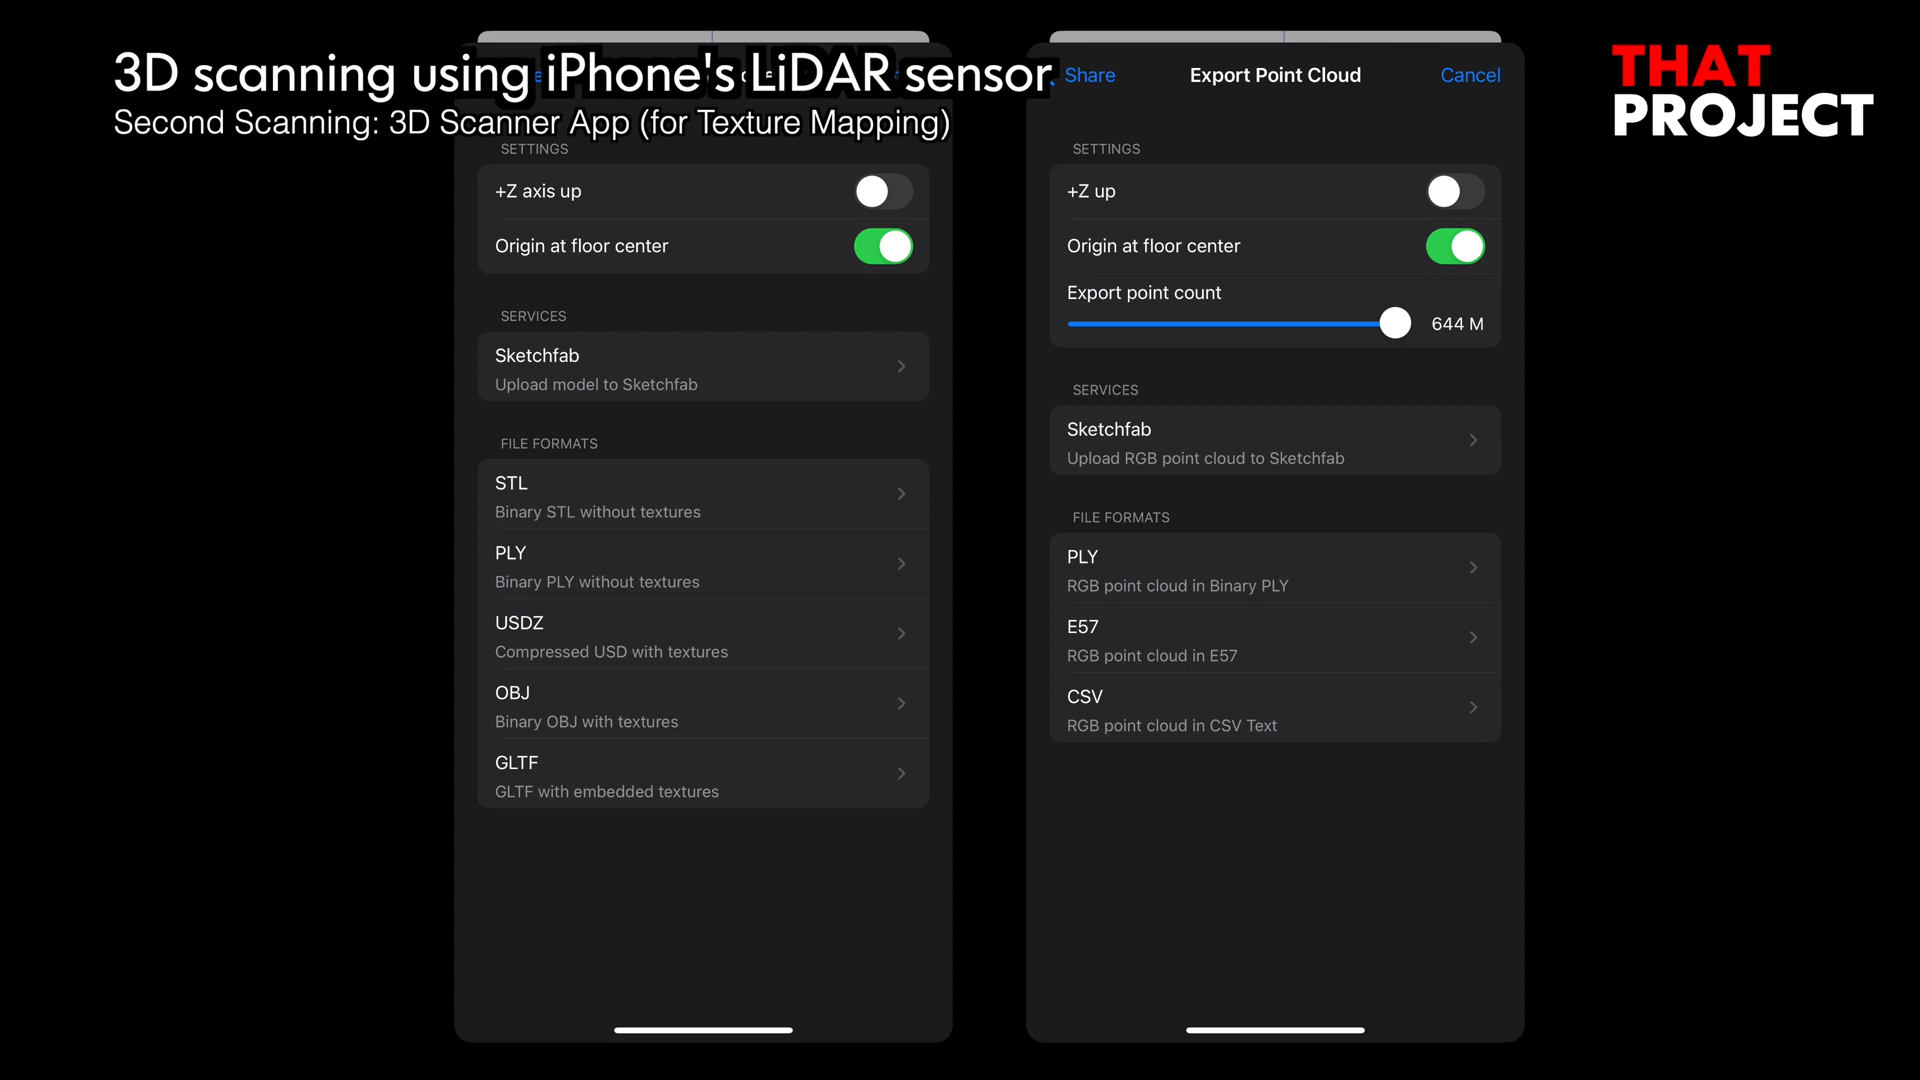 3D scanning using iPhone's LiDAR sensor
Second Scanning: 3D Scanner App (for Texture Mapping)
THAT
PROJECT
SETTINGS
+Z axis up
Origin at floor center
SERVICES
Sketchfab
Upload model to Sketchfab
FILE FORMATS
STL
Binary STL without textures
PLY
Binary PLY without textures
USDZ
Compressed USD with textures
OBJ
Binary OBJ with textures
GLTF
GLTF with embedded textures
Share
Export Point Cloud
Cancel
SETTINGS
+Z up
Origin at floor center
Export point count
644 M
SERVICES
Sketchfab
Upload RGB point cloud to Sketchfab
FILE FORMATS
PLY
RGB point cloud in Binary PLY
E57
RGB point cloud in E57
CSV
RGB point cloud in CSV Text